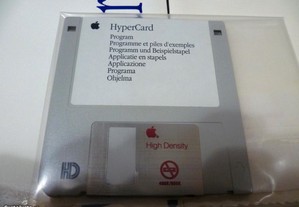 HyperCard
Program
Programme et piles d'exemples
Programm und Beispielstapel
Applicatie en stapels
Applicazione
Programa
Ohjelma
HD
High Density